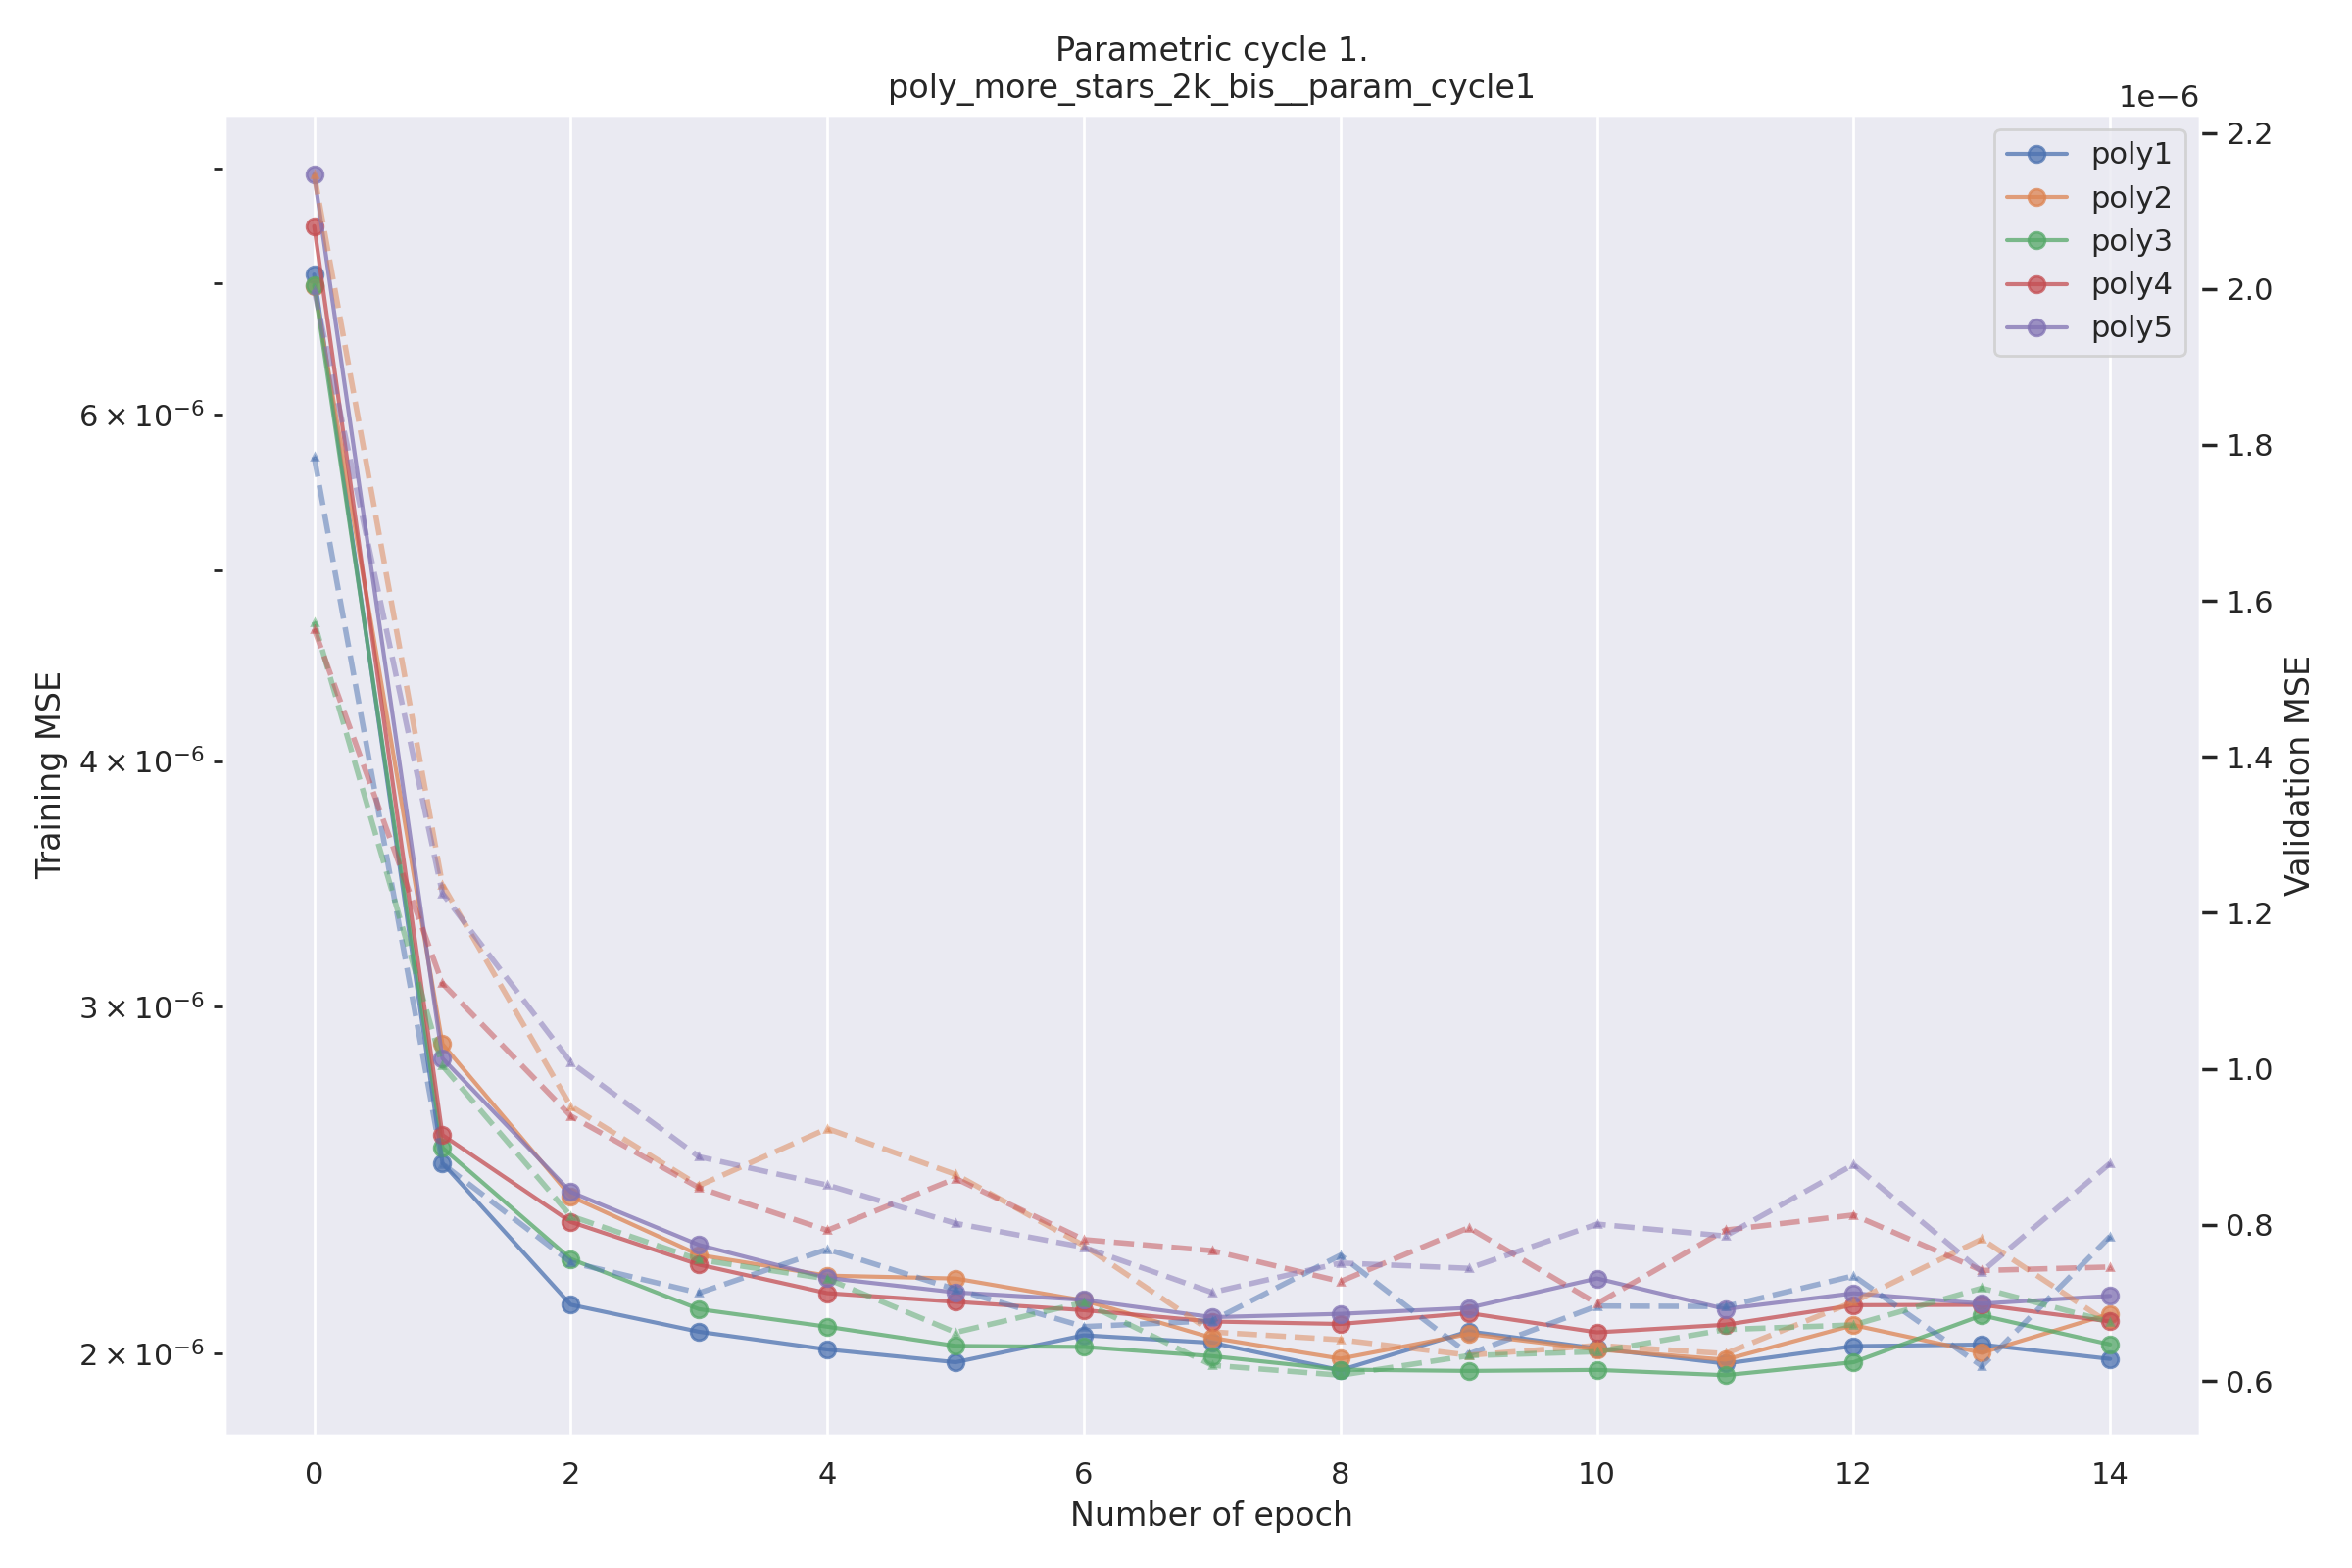 Parametric cycle 1.
poly_more_stars_2k_bis__param_cycle1
1e−6
Training MSE
6 × 10⁻⁶
4 × 10⁻⁶
3 × 10⁻⁶
2 × 10⁻⁶
poly1
poly2
poly3
poly4
poly5
2.2
2.0
1.8
1.6
1.4
1.2
1.0
0.8
0.6
Validation MSE
0 2 4 6 8 10 12 14
Number of epoch